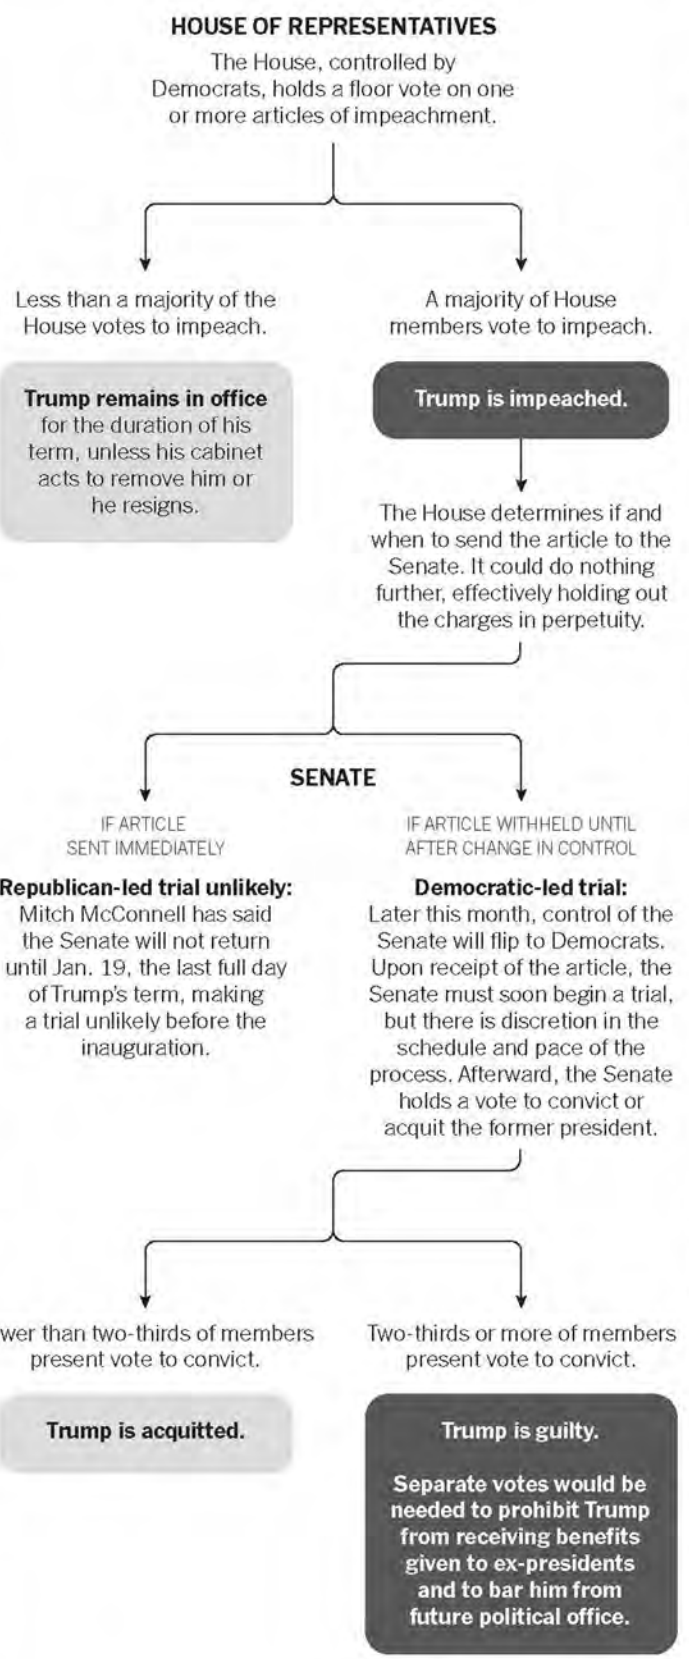 HOUSE OF REPRESENTATIVES
The House, controlled by
Democrats, holds a floor vote on one
or more articles of impeachment.
Less than a majority of the
House votes to impeach.
A majority of House
members vote to impeach.
Trump remains in office
for the duration of his
term, unless his cabinet
acts to remove him or
he resigns.
Trump is impeached.
The House determines if and
when to send the article to the
Senate. It could do nothing
further, effectively holding out
the charges in perpetuity.
SENATE
IF ARTICLE
SENT IMMEDIATELY
Republican-led trial unlikely:
Mitch McConnell has said
the Senate will not return
until Jan. 19, the last full day
of Trump's term, making
a trial unlikely before the
inauguration.
IF ARTICLE WITHHELD UNTIL
AFTER CHANGE IN CONTROL
Democratic-led trial:
Later this month, control of the
Senate will flip to Democrats.
Upon receipt of the article, the
Senate must soon begin a trial,
but there is discretion in the
schedule and pace of the
process. Afterward, the Senate
holds a vote to convict or
acquit the former president.
wer than two-thirds of members
present vote to convict.
Trump is acquitted.
Two-thirds or more of members
present vote to convict.
Trump is guilty.
Separate votes would be
needed to prohibit Trump
from receiving benefits
given to ex-presidents
and to bar him from
future political office.